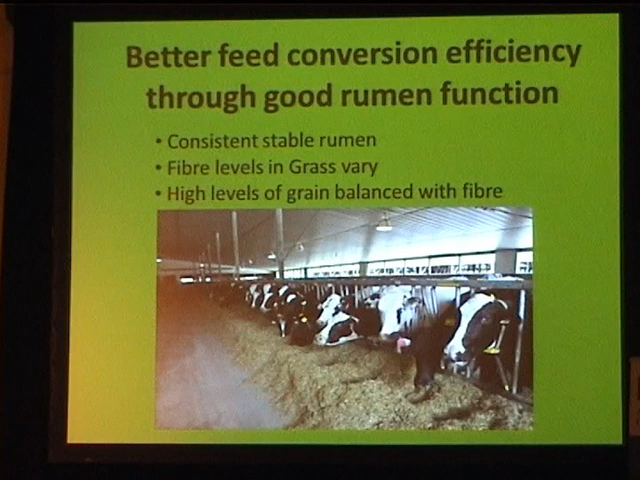 Better feed conversion efficiency
through good rumen function
• Consistent stable rumen
• Fibre levels in Grass vary
• High levels of grain balanced with fibre